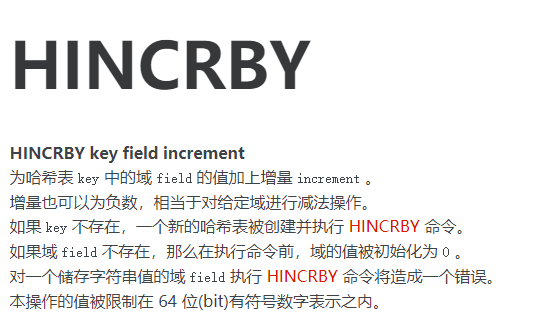 HINCRBY
HINCRBY key field increment
为哈希表 key 中的域 field 的值加上增量 increment 。
增量也可以为负数，相当于对给定域进行减法操作。
如果 key 不存在，一个新的哈希表被创建并执行 HINCRBY 命令。
如果域 field 不存在，那么在执行命令前，域的值被初始化为 0 。
对一个储存字符串值的域 field 执行 HINCRBY 命令将造成一个错误。
本操作的值被限制在 64 位(bit)有符号数字表示之内。